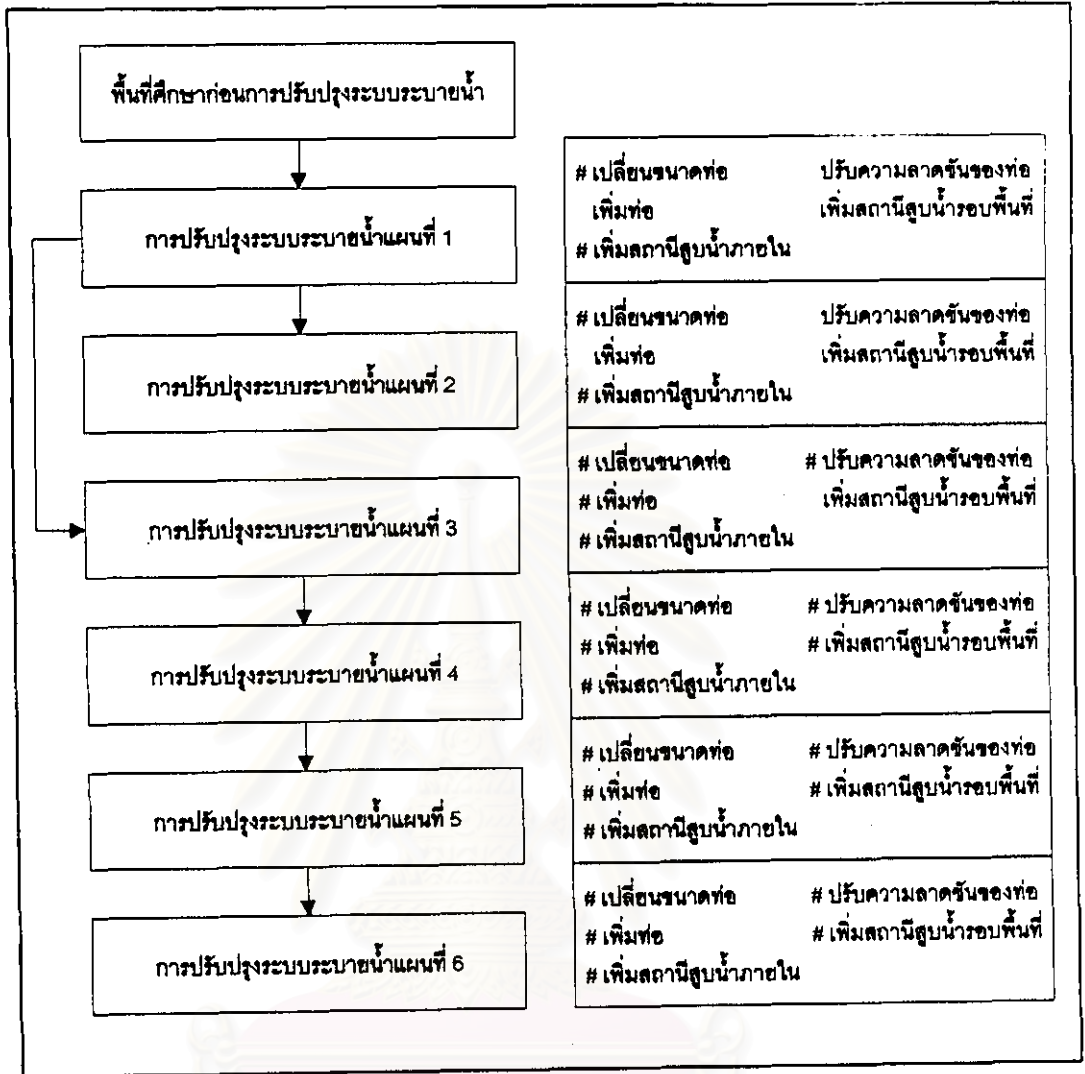 พื้นที่ศึกษาก่อนการปรับปรุงระบบระบายน้ำ
การปรับปรุงระบบระบายน้ำแผนที่ 1
# เปลี่ยนขนาดท่อ ปรับความลาดชันของท่อ
เพิ่มท่อ เพิ่มสถานีสูบน้ำรอบพื้นที่
# เพิ่มสถานีสูบน้ำภายใน
การปรับปรุงระบบระบายน้ำแผนที่ 2
# เปลี่ยนขนาดท่อ ปรับความลาดชันของท่อ
เพิ่มท่อ เพิ่มสถานีสูบน้ำรอบพื้นที่
# เพิ่มสถานีสูบน้ำภายใน
การปรับปรุงระบบระบายน้ำแผนที่ 3
# เปลี่ยนขนาดท่อ # ปรับความลาดชันของท่อ
# เพิ่มท่อ เพิ่มสถานีสูบน้ำรอบพื้นที่
# เพิ่มสถานีสูบน้ำภายใน
การปรับปรุงระบบระบายน้ำแผนที่ 4
# เปลี่ยนขนาดท่อ # ปรับความลาดชันของท่อ
# เพิ่มท่อ # เพิ่มสถานีสูบน้ำรอบพื้นที่
# เพิ่มสถานีสูบน้ำภายใน
การปรับปรุงระบบระบายน้ำแผนที่ 5
# เปลี่ยนขนาดท่อ # ปรับความลาดชันของท่อ
# เพิ่มท่อ # เพิ่มสถานีสูบน้ำรอบพื้นที่
# เพิ่มสถานีสูบน้ำภายใน
การปรับปรุงระบบระบายน้ำแผนที่ 6
# เปลี่ยนขนาดท่อ # ปรับความลาดชันของท่อ
# เพิ่มท่อ # เพิ่มสถานีสูบน้ำรอบพื้นที่
# เพิ่มสถานีสูบน้ำภายใน